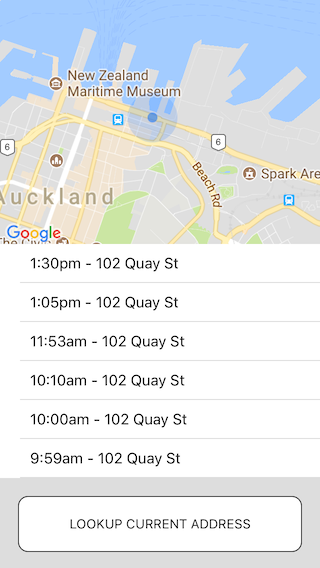 New Zealand
Maritime Museum
6
6
Beach Rd
Spark Are
Auckland
The Civic
Google
1:30pm - 102 Quay St
1:05pm - 102 Quay St
11:53am - 102 Quay St
10:10am - 102 Quay St
10:00am - 102 Quay St
9:59am - 102 Quay St
LOOKUP CURRENT ADDRESS